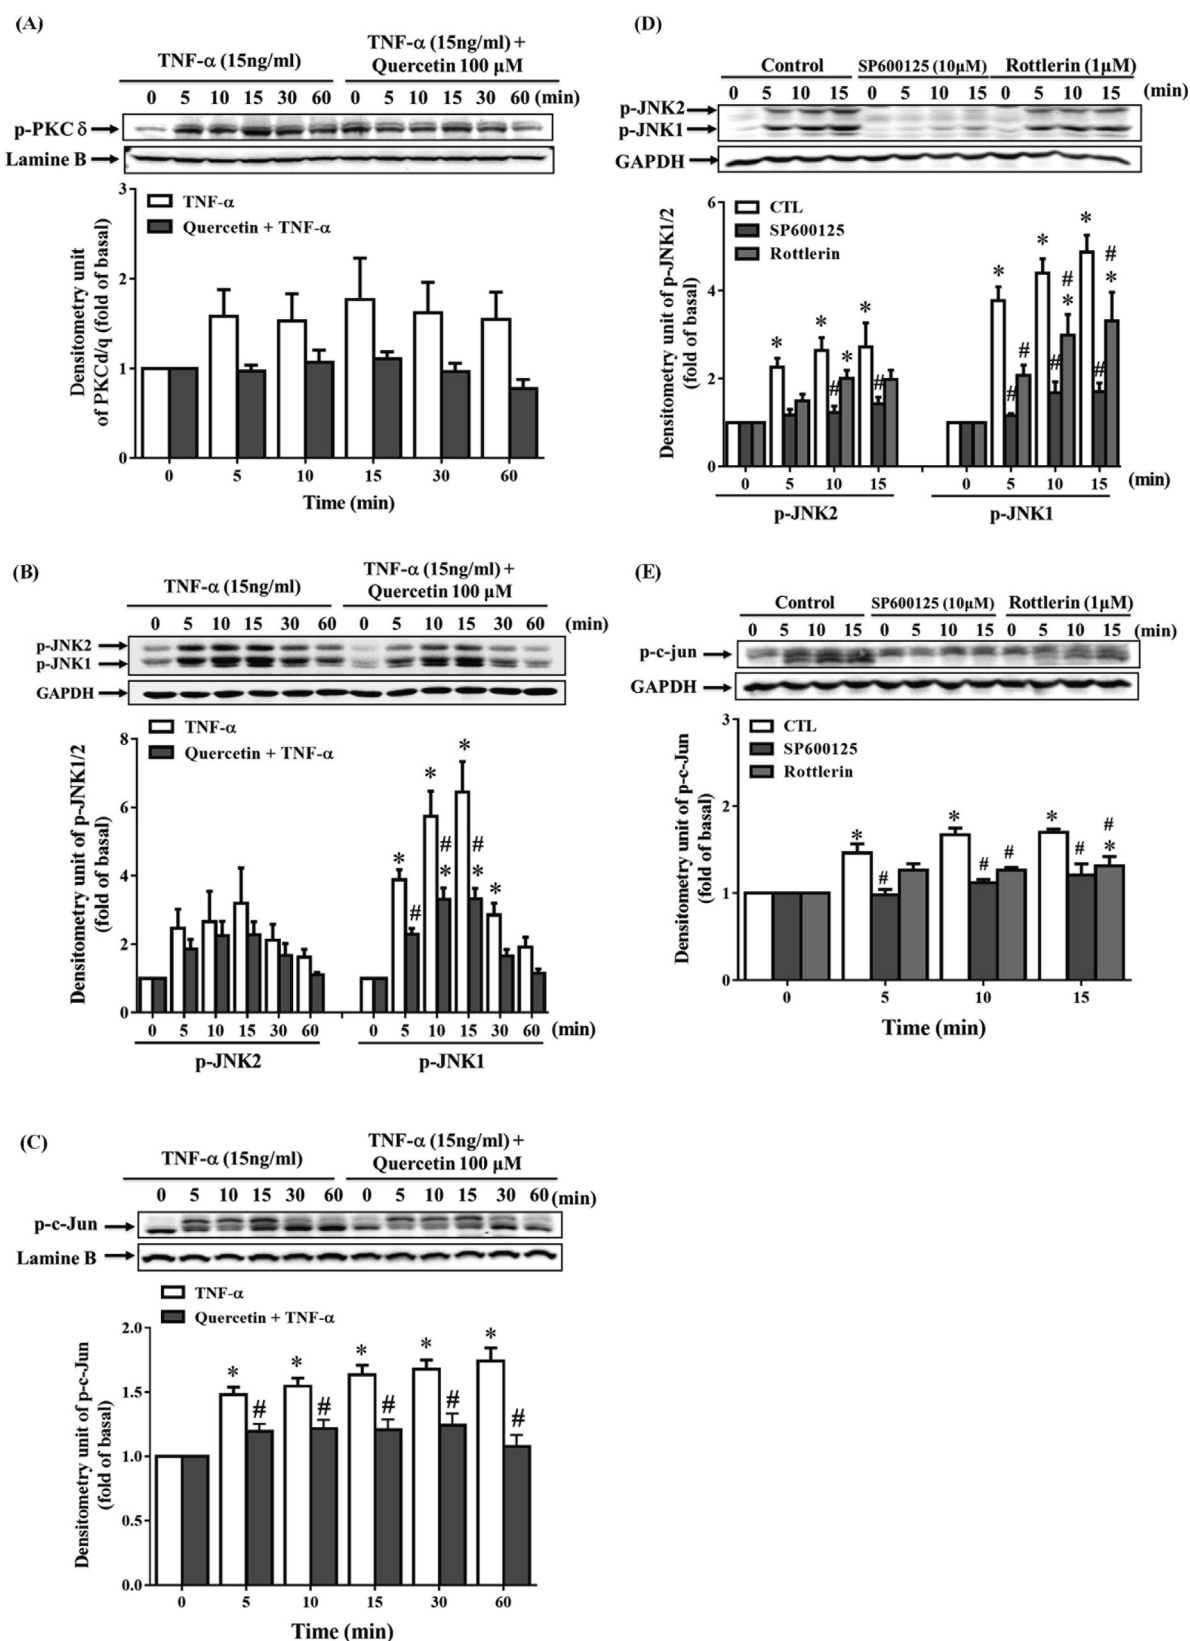 (A)
TNF-α (15ng/ml)
TNF-α (15ng/ml) +
Quercetin 100 μM
0 5 10 15 30 60 0 5 10 15 30 60 (min)
p-PKC δ
Lamine B
TNF-α
Quercetin + TNF-α
Densitometry unit
of PKCd/q (fold of basal)
3
2
1
0
0 5 10 15 30 60
Time (min)
(B)
TNF-α (15ng/ml)
TNF-α (15ng/ml) +
Quercetin 100 μM
0 5 10 15 30 60 0 5 10 15 30 60 (min)
p-JNK2
p-JNK1
GAPDH
TNF-α
Quercetin + TNF-α
Densitometry unit of p-JNK1/2
(fold of basal)
8
6
4
2
0
* * * *
# # #
* *
0 5 10 15 30 60 0 5 10 15 30 60 (min)
p-JNK2 p-JNK1
(C)
TNF-α (15ng/ml)
TNF-α (15ng/ml) +
Quercetin 100 μM
0 5 10 15 30 60 0 5 10 15 30 60 (min)
p-c-Jun
Lamine B
TNF-α
Quercetin + TNF-α
Densitometry unit of p-c-Jun
(fold of basal)
2.0
1.5
1.0
0.5
0.0
* * * * *
# # # # #
0 5 10 15 30 60
Time (min)
(D)
Control SP600125 (10μM) Rottlerin (1μM)
0 5 10 15 0 5 10 15 0 5 10 15 (min)
p-JNK2
p-JNK1
GAPDH
CTL
SP600125
Rottlerin
Densitometry unit of p-JNK1/2
(fold of basal)
6
4
2
0
* * * * # #
* # # # * # * # # *
0 5 10 15 0 5 10 15 (min)
p-JNK2 p-JNK1
(E)
Control SP600125 (10μM) Rottlerin (1μM)
0 5 10 15 0 5 10 15 0 5 10 15 (min)
p-c-jun
GAPDH
CTL
SP600125
Rottlerin
Densitometry unit of p-c-Jun
(fold of basal)
3
2
1
0
* * * #
# # # # *
0 5 10 15
Time (min)